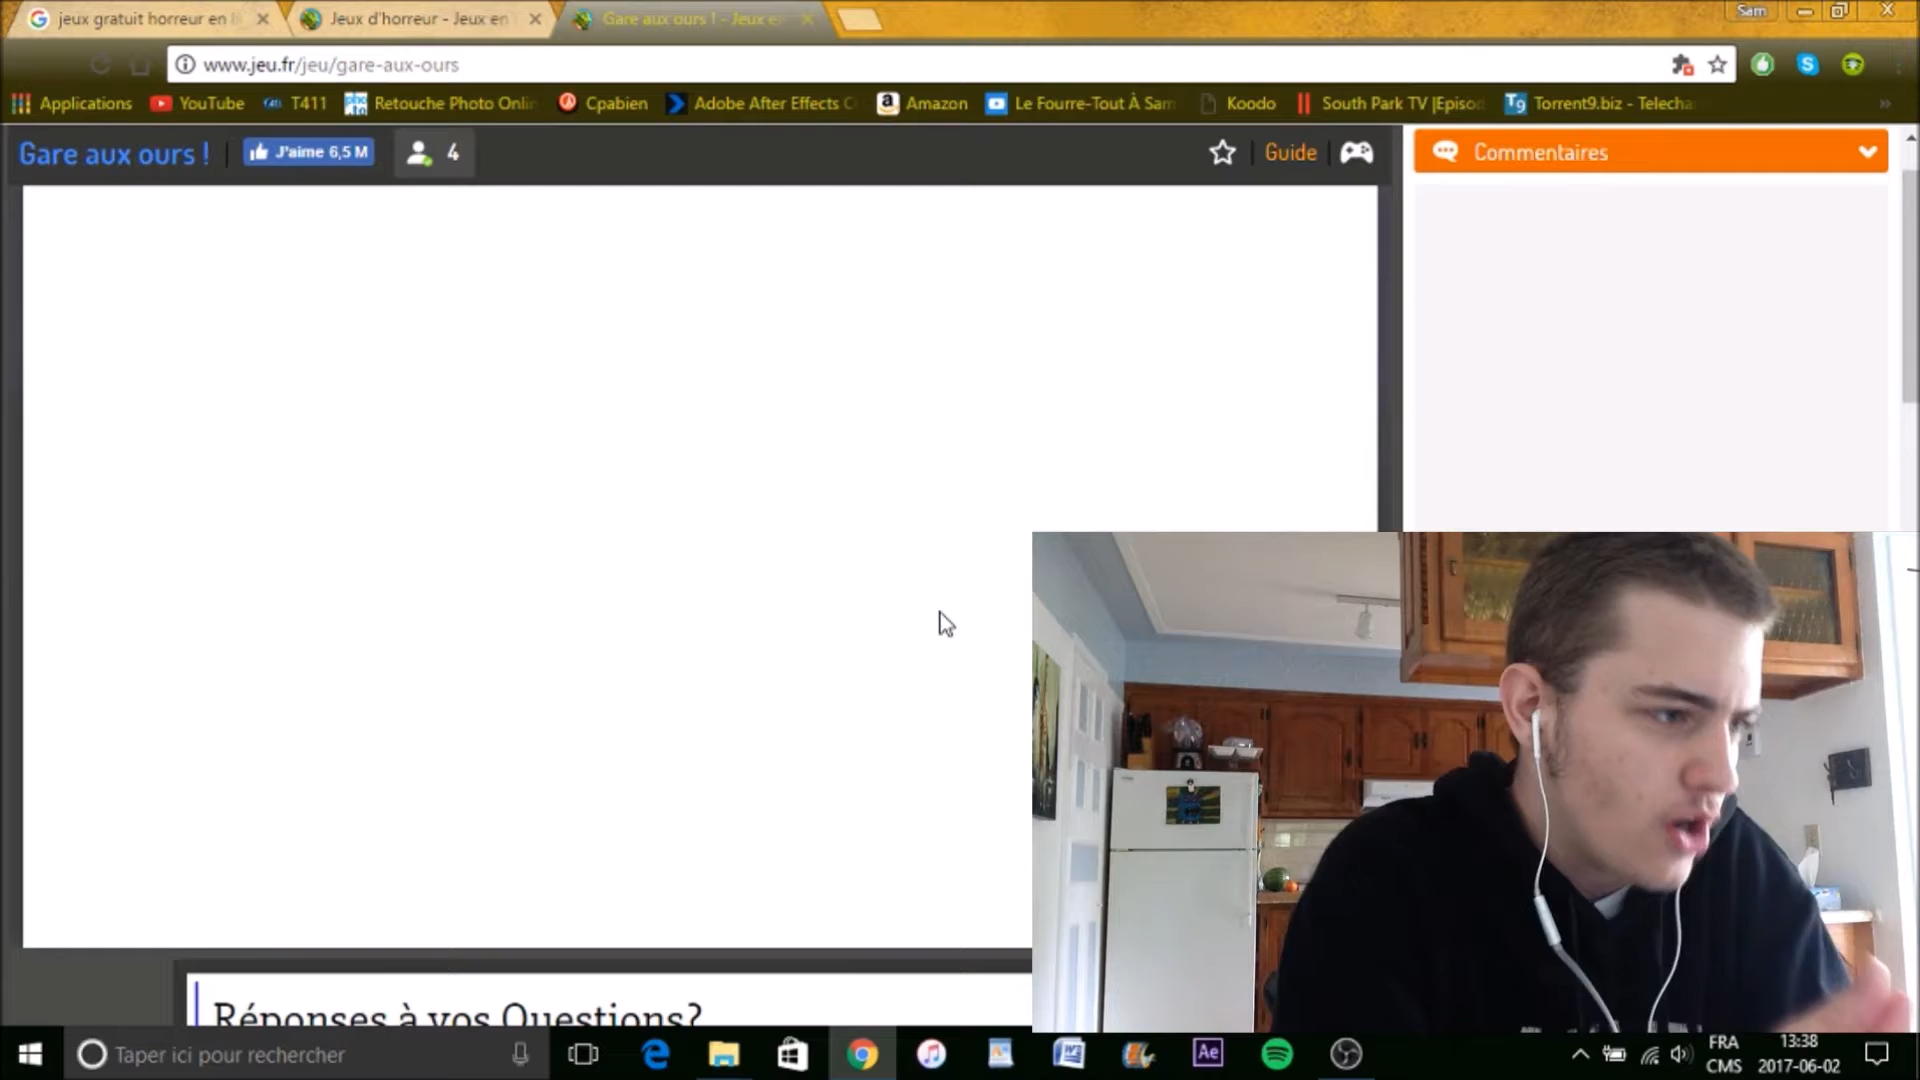 jeux gratuit horreur en li
Jeux d'horreur - Jeux en
Gare aux ours ! - Jeux e
Sam
www.jeu.fr/jeu/gare-aux-ours
Applications YouTube T411 Retouche Photo Onlin Cpabien Adobe After Effects C Amazon Le Fourre-Tout À Sam Koodo South Park TV |Episod Torrent9.biz - Telecha
Gare aux ours ! J'aime 6,5 M 4 Guide Commentaires
Réponses à vos Questions?
Taper ici pour rechercher
Ae
FRA 13:38
CMS 2017-06-02